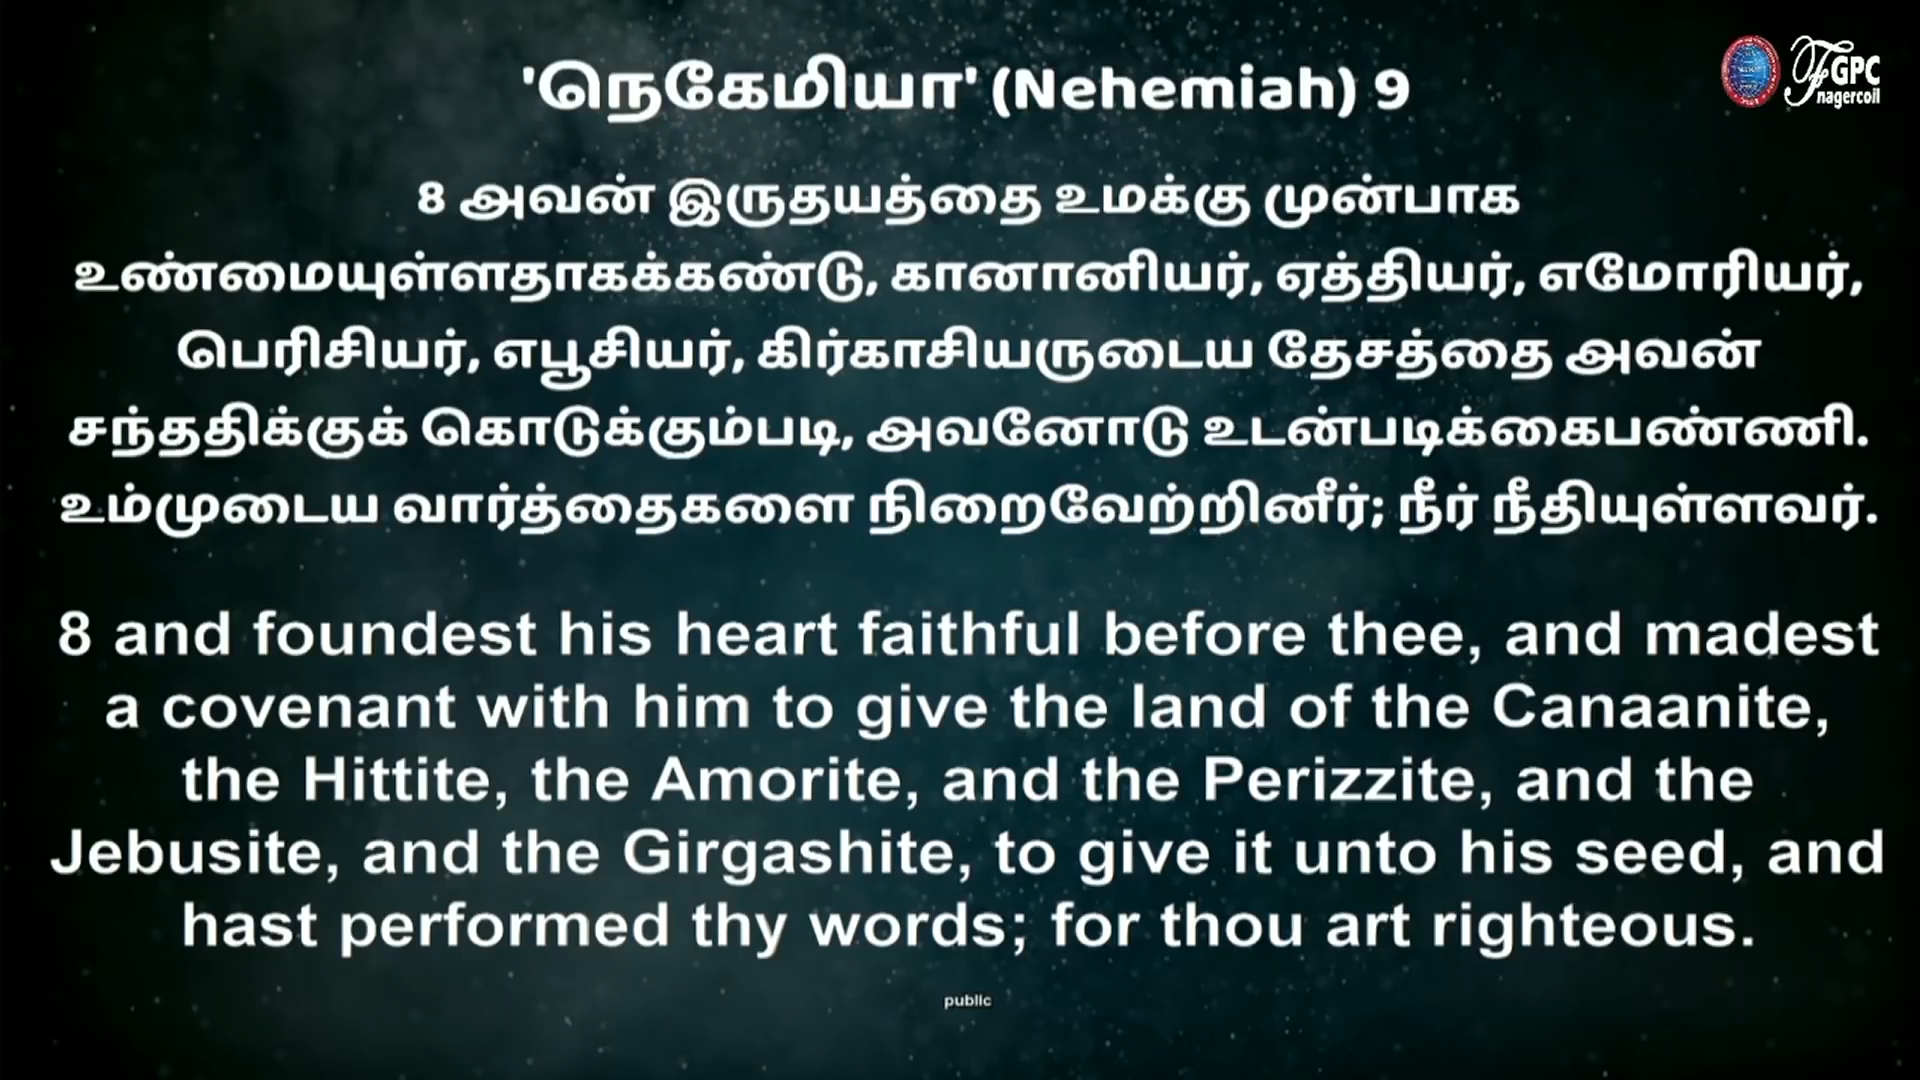 'நெகேமியா' (Nehemiah) 9
FGPC
nagercoil
8 அவன் இருதயத்தை உமக்கு முன்பாக
உண்மையுள்ளதாகக்கண்டு, கானானியர், ஏத்தியர், எமோரியர்,
பெரிசியர், எபூசியர், கிர்காசியருடைய தேசத்தை அவன்
சந்ததிக்குக் கொடுக்கும்படி, அவனோடு உடன்படிக்கைபண்ணி.
உம்முடைய வார்த்தைகளை நிறைவேற்றினீர்; நீர் நீதியுள்ளவர்.
8 and foundest his heart faithful before thee, and madest
a covenant with him to give the land of the Canaanite,
the Hittite, the Amorite, and the Perizzite, and the
Jebusite, and the Girgashite, to give it unto his seed, and
hast performed thy words; for thou art righteous.
public